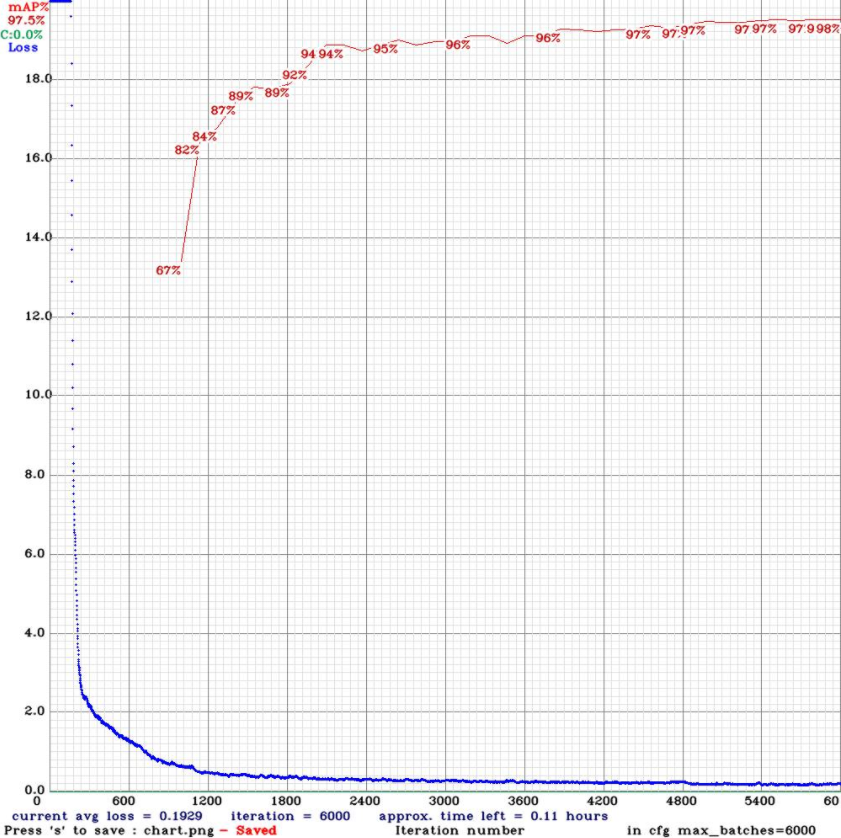 mAP%
97.5%
C:0.0%
Loss
94 94% 95% 96% 96% 97% 97 97% 97 97% 97 9 98%
92%
89% 89%
87%
84%
82%
67%
18.0
16.0
14.0
12.0
10.0
8.0
6.0
4.0
2.0
0.0
0 600 1200 1800 2400 3000 3600 4200 4800 5400 60
current avg loss = 0.1929 iteration = 6000 approx. time left = 0.11 hours
Press 's' to save : chart.png - Saved Iteration number in cfg max_batches=6000